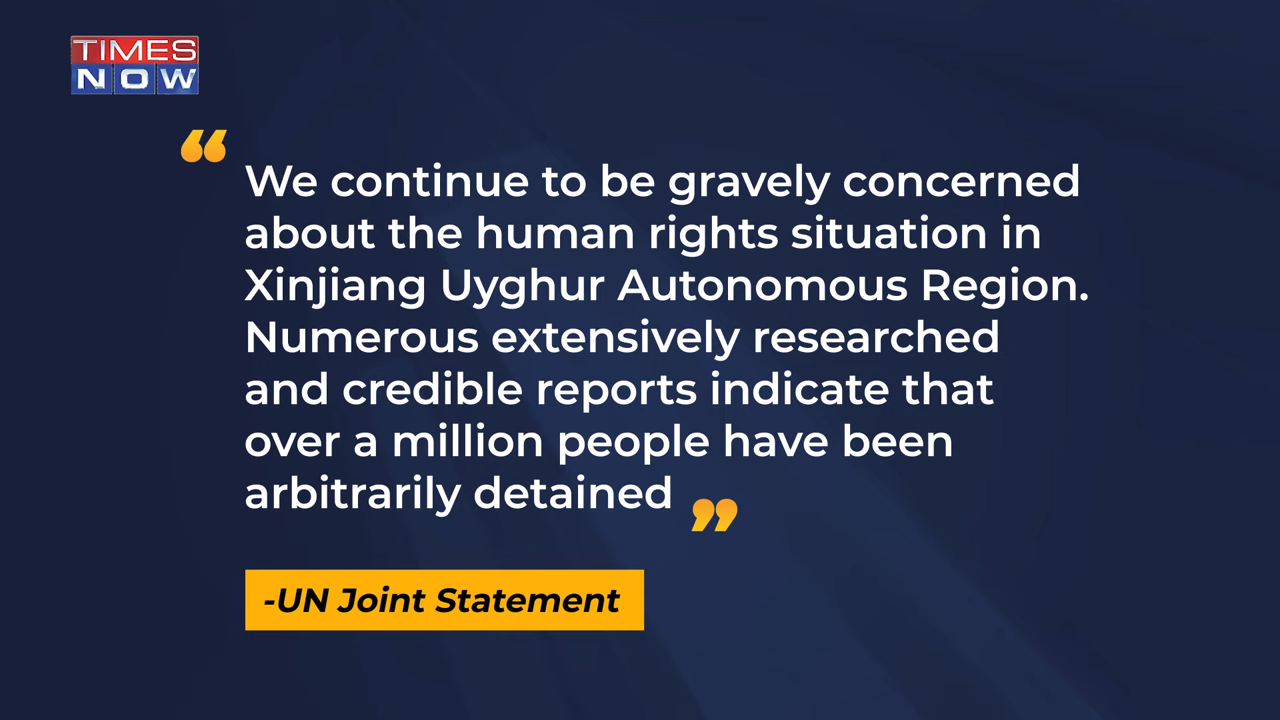 TIMES
NOW
“
We continue to be gravely concerned
about the human rights situation in
Xinjiang Uyghur Autonomous Region.
Numerous extensively researched
and credible reports indicate that
over a million people have been
arbitrarily detained ”
-UN Joint Statement